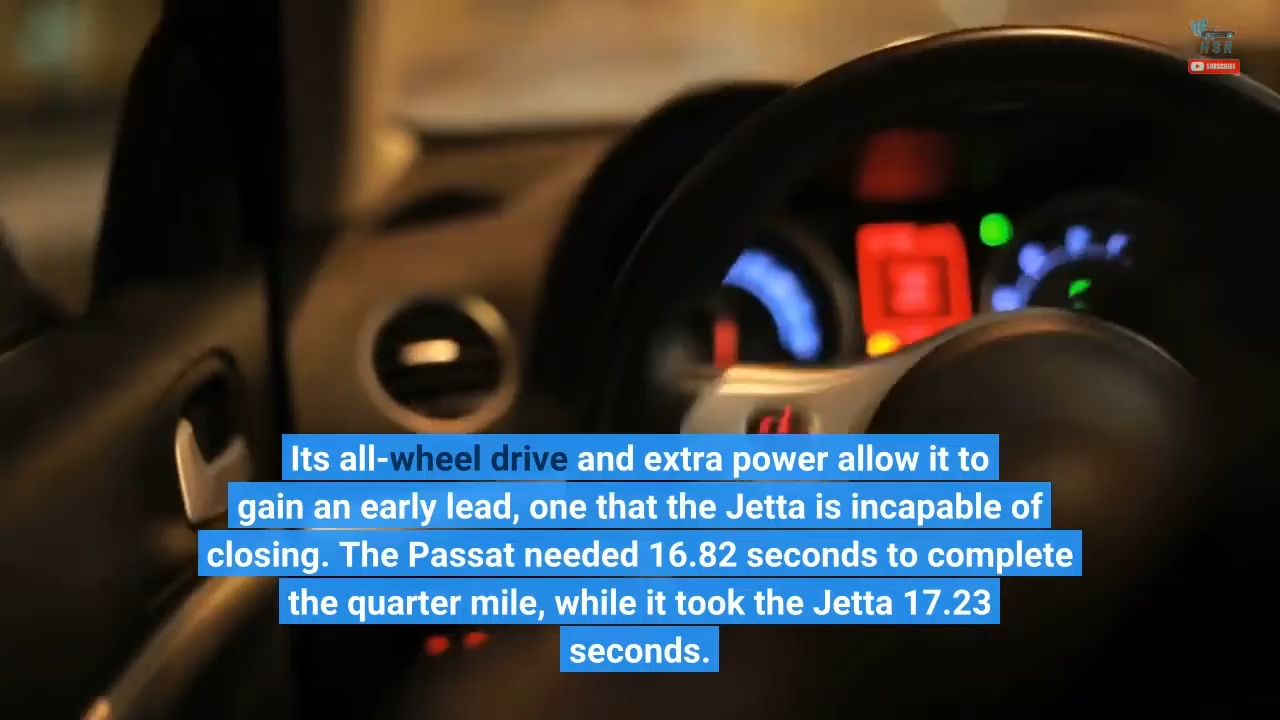 ASR
SUBSCRIBE
Its all-wheel drive and extra power allow it to
gain an early lead, one that the Jetta is incapable of
closing. The Passat needed 16.82 seconds to complete
the quarter mile, while it took the Jetta 17.23
seconds.